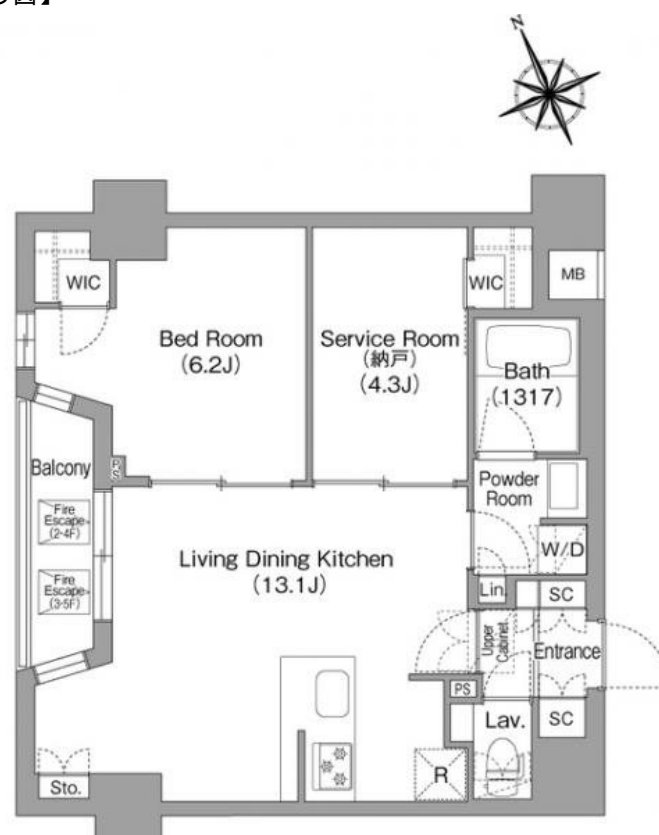 の図】
N
WIC
WIC
MB
Bed Room
(6.2J)
Service Room
(納戸)
(4.3J)
Bath
(1317)
Balcony
PS
Powder
Room
Fire
Escape
(2-4F)
Living Dining Kitchen
(13.1J)
W/D
Fire
Escape
(3-5F)
Lin.
SC
Upper
Cabinet
Entrance
PS
Lav.
SC
R
Sto.